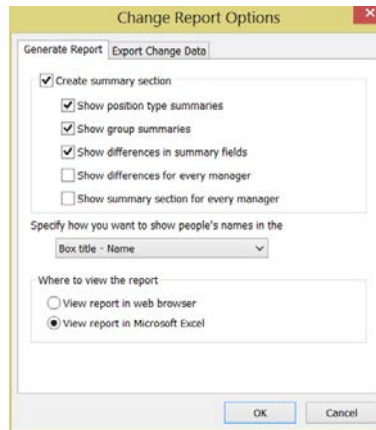 Change Report Options
Generate Report Export Change Data
Create summary section
Show position type summaries
Show group summaries
Show differences in summary fields
Show differences for every manager
Show summary section for every manager
Specify how you want to show people's names in the
Box title - Name
Where to view the report
View report in web browser
View report in Microsoft Excel
OK Cancel